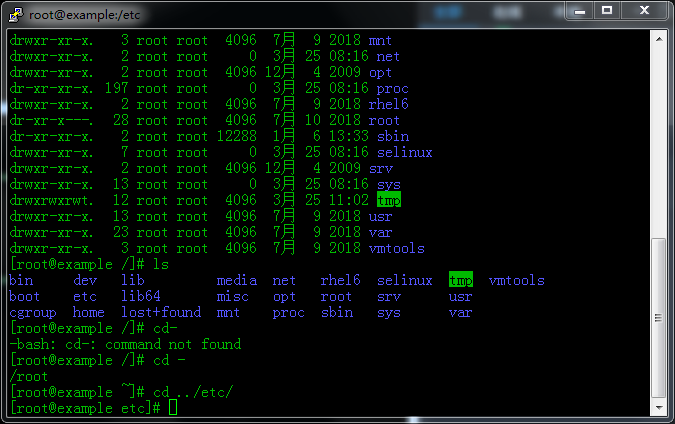 root@example:/etc
drwxr-xr-x.   3 root root  4096 7月   9 2018 mnt
drwxr-xr-x.   2 root root     0 3月  25 08:16 net
drwxr-xr-x.   2 root root  4096 12月  4 2009 opt
dr-xr-xr-x. 197 root root     0 3月  25 08:16 proc
drwxr-xr-x.   2 root root  4096 7月   9 2018 rhel6
dr-xr-x---.  28 root root  4096 7月  10 2018 root
dr-xr-xr-x.   2 root root 12288 1月   6 13:33 sbin
drwxr-xr-x.   7 root root     0 3月  25 08:16 selinux
drwxr-xr-x.   2 root root  4096 12月  4 2009 srv
drwxr-xr-x.  13 root root     0 3月  25 08:16 sys
drwxrwxrwt.  12 root root  4096 3月  25 11:02 tmp
drwxr-xr-x.  13 root root  4096 7月   9 2018 usr
drwxr-xr-x.  23 root root  4096 7月   9 2018 var
drwxr-xr-x.   3 root root  4096 7月   9 2018 vmtools
[root@example /]# ls
bin     dev   lib         media  net   rhel6  selinux  tmp  vmtools
boot    etc   lib64       misc   opt   root   srv      usr
cgroup  home  lost+found  mnt    proc  sbin   sys      var
[root@example /]# cd-
-bash: cd-: command not found
[root@example /]# cd -
/root
[root@example ~]# cd ../etc/
[root@example etc]#